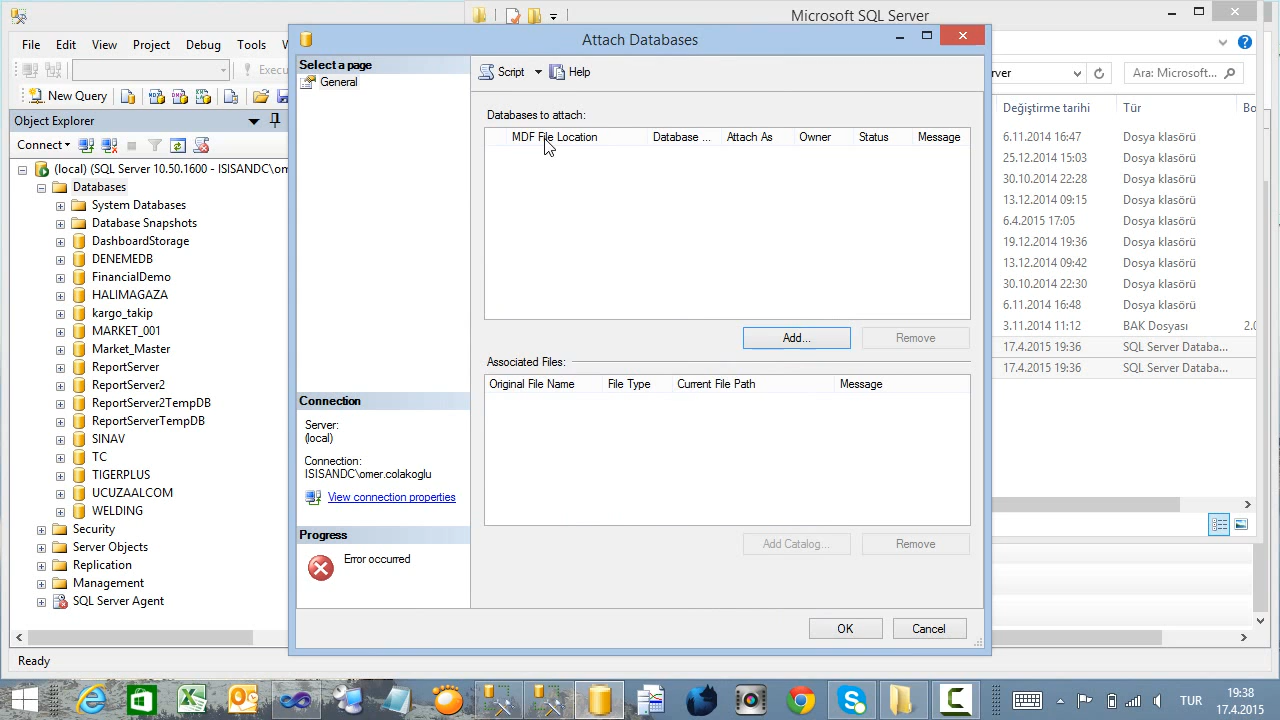 Microsoft SQL Server
File Edit View Project Debug Tools
Attach Databases
Execu
New Query
Object Explorer
Connect
(local) (SQL Server 10.50.1600 - ISISANDC\om
Databases
System Databases
Database Snapshots
DashboardStorage
DENEMEDB
FinancialDemo
HALIMAGAZA
kargo_takip
MARKET_001
Market_Master
ReportServer
ReportServer2
ReportServer2TempDB
ReportServerTempDB
SINAV
TC
TIGERPLUS
UCUZAALCOM
WELDING
Security
Server Objects
Replication
Management
SQL Server Agent
Ready
Select a page
General
Connection
Server:
(local)
Connection:
ISISANDC\omer.colakoglu
View connection properties
Progress
Error occurred
Script Help
Databases to attach:
MDF File Location Database ... Attach As Owner Status Message
Add... Remove
Associated Files:
Original File Name File Type Current File Path Message
Add Catalog... Remove
OK Cancel
rver Ara: Microsoft...
Değiştirme tarihi Tür Bo
6.11.2014 16:47 Dosya klasörü
25.12.2014 15:03 Dosya klasörü
30.10.2014 22:28 Dosya klasörü
13.12.2014 09:15 Dosya klasörü
6.4.2015 17:05 Dosya klasörü
19.12.2014 19:36 Dosya klasörü
13.12.2014 09:42 Dosya klasörü
30.10.2014 22:30 Dosya klasörü
6.11.2014 16:48 Dosya klasörü
3.11.2014 11:12 BAK Dosyası 2.0
17.4.2015 19:36 SQL Server Databa...
17.4.2015 19:36 SQL Server Databa...
TUR
19:38
17.4.2015